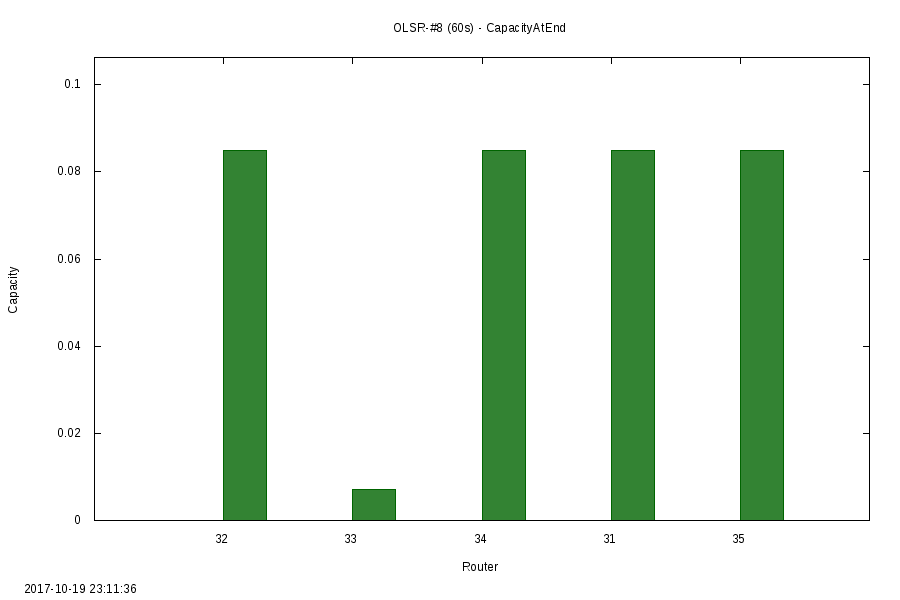 OLSR-#8 (60s) - CapacityAtEnd
0.1
0.08
0.06
0.04
0.02
0
Capacity
32 33 34 31 35
Router
2017-10-19 23:11:36